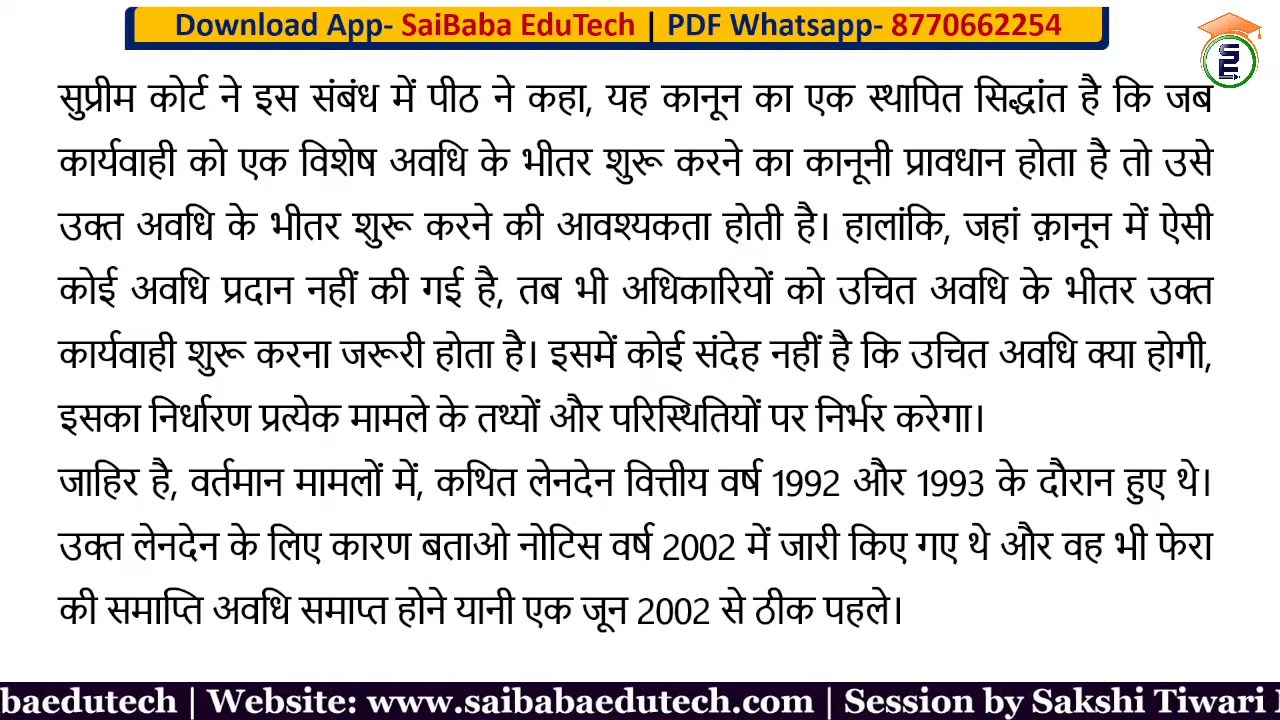 Download App- SaiBaba EduTech | PDF Whatsapp- 8770662254
सुप्रीम कोर्ट ने इस संबंध में पीठ ने कहा, यह कानून का एक स्थापित सिद्धांत है कि जब
कार्यवाही को एक विशेष अवधि के भीतर शुरू करने का कानूनी प्रावधान होता है तो उसे
उक्त अवधि के भीतर शुरू करने की आवश्यकता होती है। हालांकि, जहां क़ानून में ऐसी
कोई अवधि प्रदान नहीं की गई है, तब भी अधिकारियों को उचित अवधि के भीतर उक्त
कार्यवाही शुरू करना जरूरी होता है। इसमें कोई संदेह नहीं है कि उचित अवधि क्या होगी,
इसका निर्धारण प्रत्येक मामले के तथ्यों और परिस्थितियों पर निर्भर करेगा।
जाहिर है, वर्तमान मामलों में, कथित लेनदेन वित्तीय वर्ष 1992 और 1993 के दौरान हुए थे।
उक्त लेनदेन के लिए कारण बताओ नोटिस वर्ष 2002 में जारी किए गए थे और वह भी फेरा
की समाप्ति अवधि समाप्त होने यानी एक जून 2002 से ठीक पहले।
baedutech | Website: www.saibabaedutech.com | Session by Sakshi Tiwari